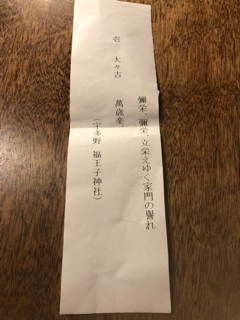 彌栄、彌栄、立栄えゆく家門の誉れ
壱　大々吉
萬歳楽
（宇多野　福王子神社）